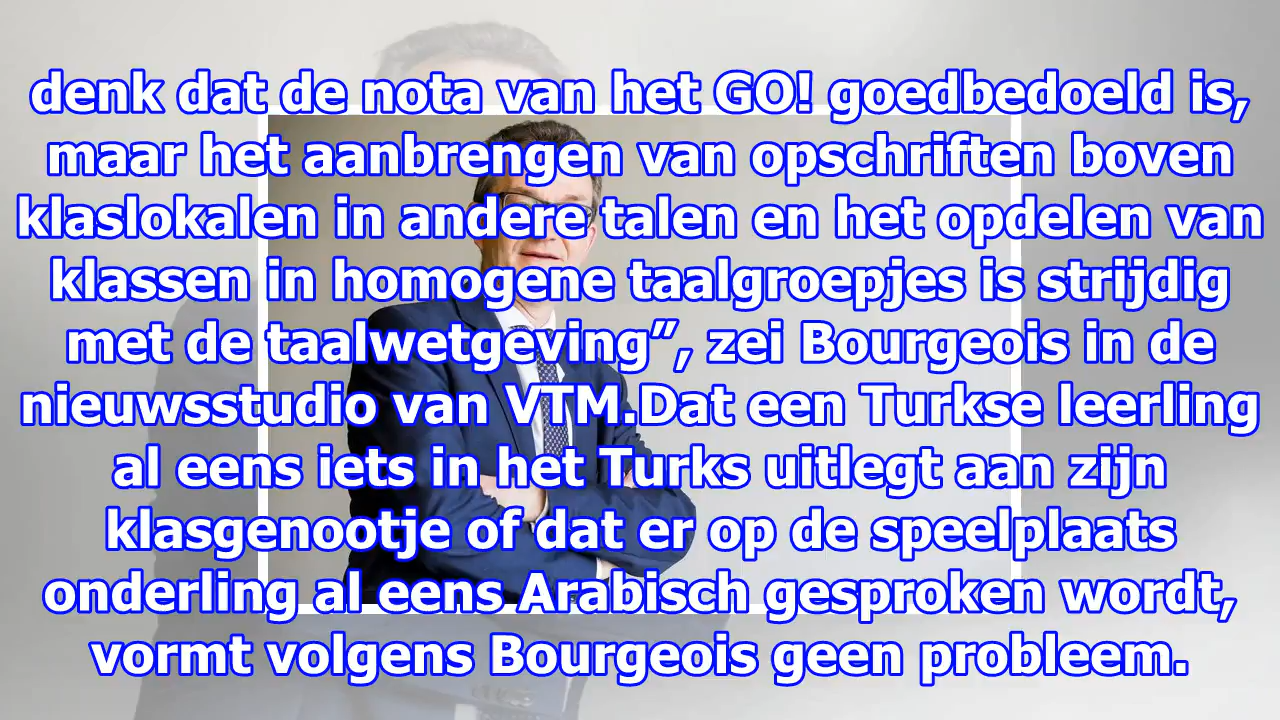 denk dat de nota van het GO! goedbedoeld is,
maar het aanbrengen van opschriften boven
klaslokalen in andere talen en het opdelen van
klassen in homogene taalgroepjes is strijdig
met de taalwetgeving”, zei Bourgeois in de
nieuwsstudio van VTM.Dat een Turkse leerling
al eens iets in het Turks uitlegt aan zijn
klasgenootje of dat er op de speelplaats
onderling al eens Arabisch gesproken wordt,
vormt volgens Bourgeois geen probleem.